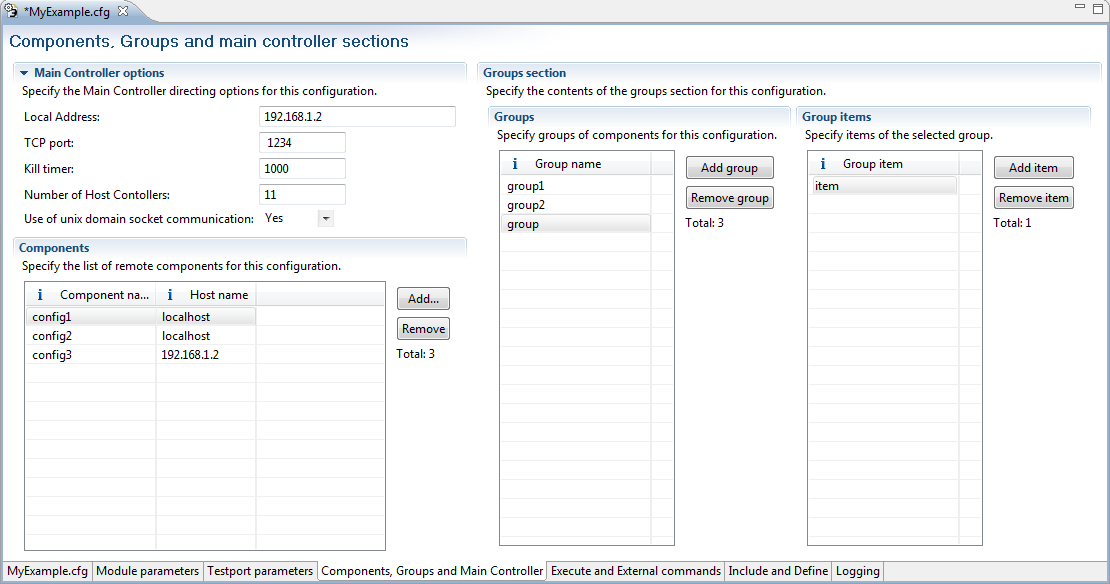 *MyExample.cfg
Components, Groups and main controller sections
Main Controller options
Specify the Main Controller directing options for this configuration.
Local Address: 192.168.1.2
TCP port: 1234
Kill timer: 1000
Number of Host Contollers: 11
Use of unix domain socket communication: Yes
Components
Specify the list of remote components for this configuration.
i Component na... i Host name
config1 localhost
config2 localhost
config3 192.168.1.2
Add...
Remove
Total: 3
Groups section
Specify the contents of the groups section for this configuration.
Groups
Specify groups of components for this configuration.
i Group name
group1
group2
group
Add group
Remove group
Total: 3
Group items
Specify items of the selected group.
i Group item
item
Add item
Remove item
Total: 1
MyExample.cfg Module parameters Testport parameters Components, Groups and Main Controller Execute and External commands Include and Define Logging